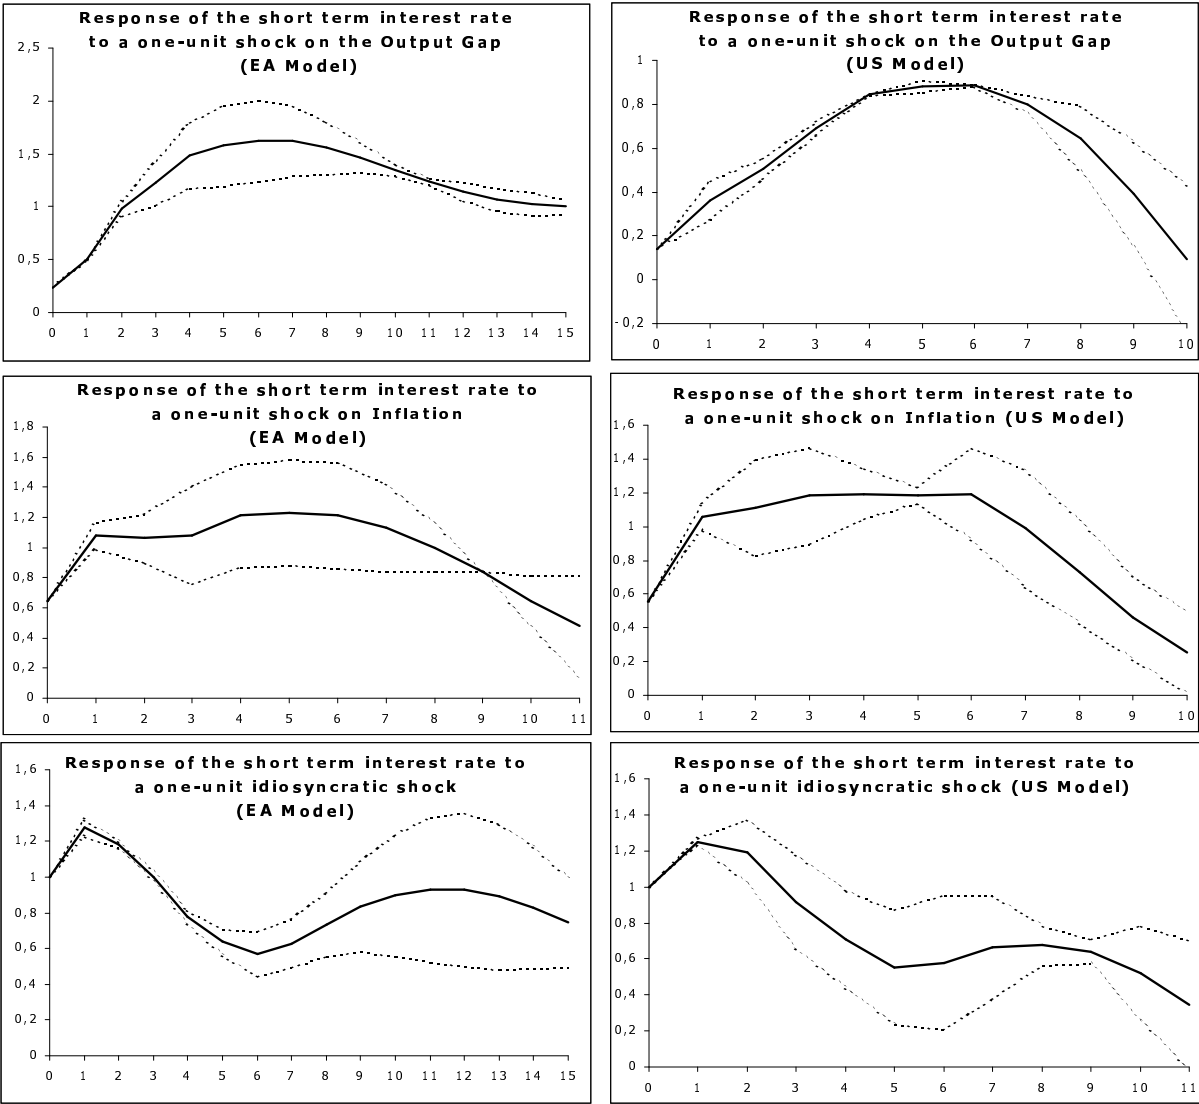 Response of the short term interest rate
to a one-unit shock on the Output Gap
(EA Model)
2,5
2
1,5
1
0,5
0
0 1 2 3 4 5 6 7 8 9 10 11 12 13 14 15
Response of the short term interest rate
to a one-unit shock on the Output Gap
(US Model)
1
0,8
0,6
0,4
0,2
0
-0,2
0 1 2 3 4 5 6 7 8 9 10
Response of the short term interest rate to
a one-unit shock on Inflation
(EA Model)
1,8
1,6
1,4
1,2
1
0,8
0,6
0,4
0,2
0
0 1 2 3 4 5 6 7 8 9 10 11
Response of the short term interest rate to
a one-unit shock on Inflation (US Model)
1,6
1,4
1,2
1
0,8
0,6
0,4
0,2
0
0 1 2 3 4 5 6 7 8 9 10
Response of the short term interest rate to
a one-unit idiosyncratic shock
(EA Model)
1,6
1,4
1,2
1
0,8
0,6
0,4
0,2
0
0 1 2 3 4 5 6 7 8 9 10 11 12 13 14 15
Response of the short term interest rate to
a one-unit idiosyncratic shock (US Model)
1,6
1,4
1,2
1
0,8
0,6
0,4
0,2
0
0 1 2 3 4 5 6 7 8 9 10 11